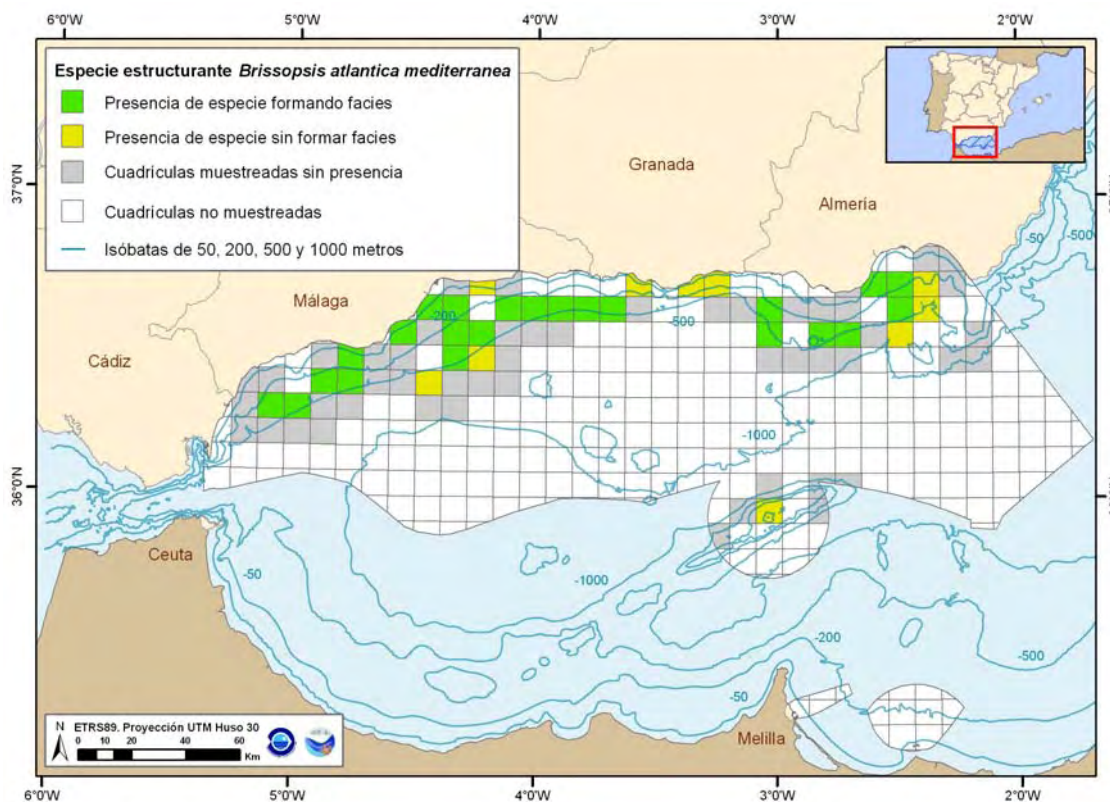 6°0'W 5°0'W 4°0'W 3°0'W 2°0'W
Especie estructurante Brissopsis atlantica mediterranea
Presencia de especie formando facies
Presencia de especie sin formar facies
Cuadrículas muestreadas sin presencia
Cuadrículas no muestreadas
Isóbatas de 50, 200, 500 y 1000 metros
37°0'N
Granada
Almería
Málaga
Cádiz
-50
-500
-200
-500
-1000
36°0'N
Ceuta
-50
-1000
-200
-500
-50
Melilla
N ETRS89. Proyección UTM Huso 30
0 10 20 40 60
Km
6°0'W 5°0'W 4°0'W 3°0'W 2°0'W